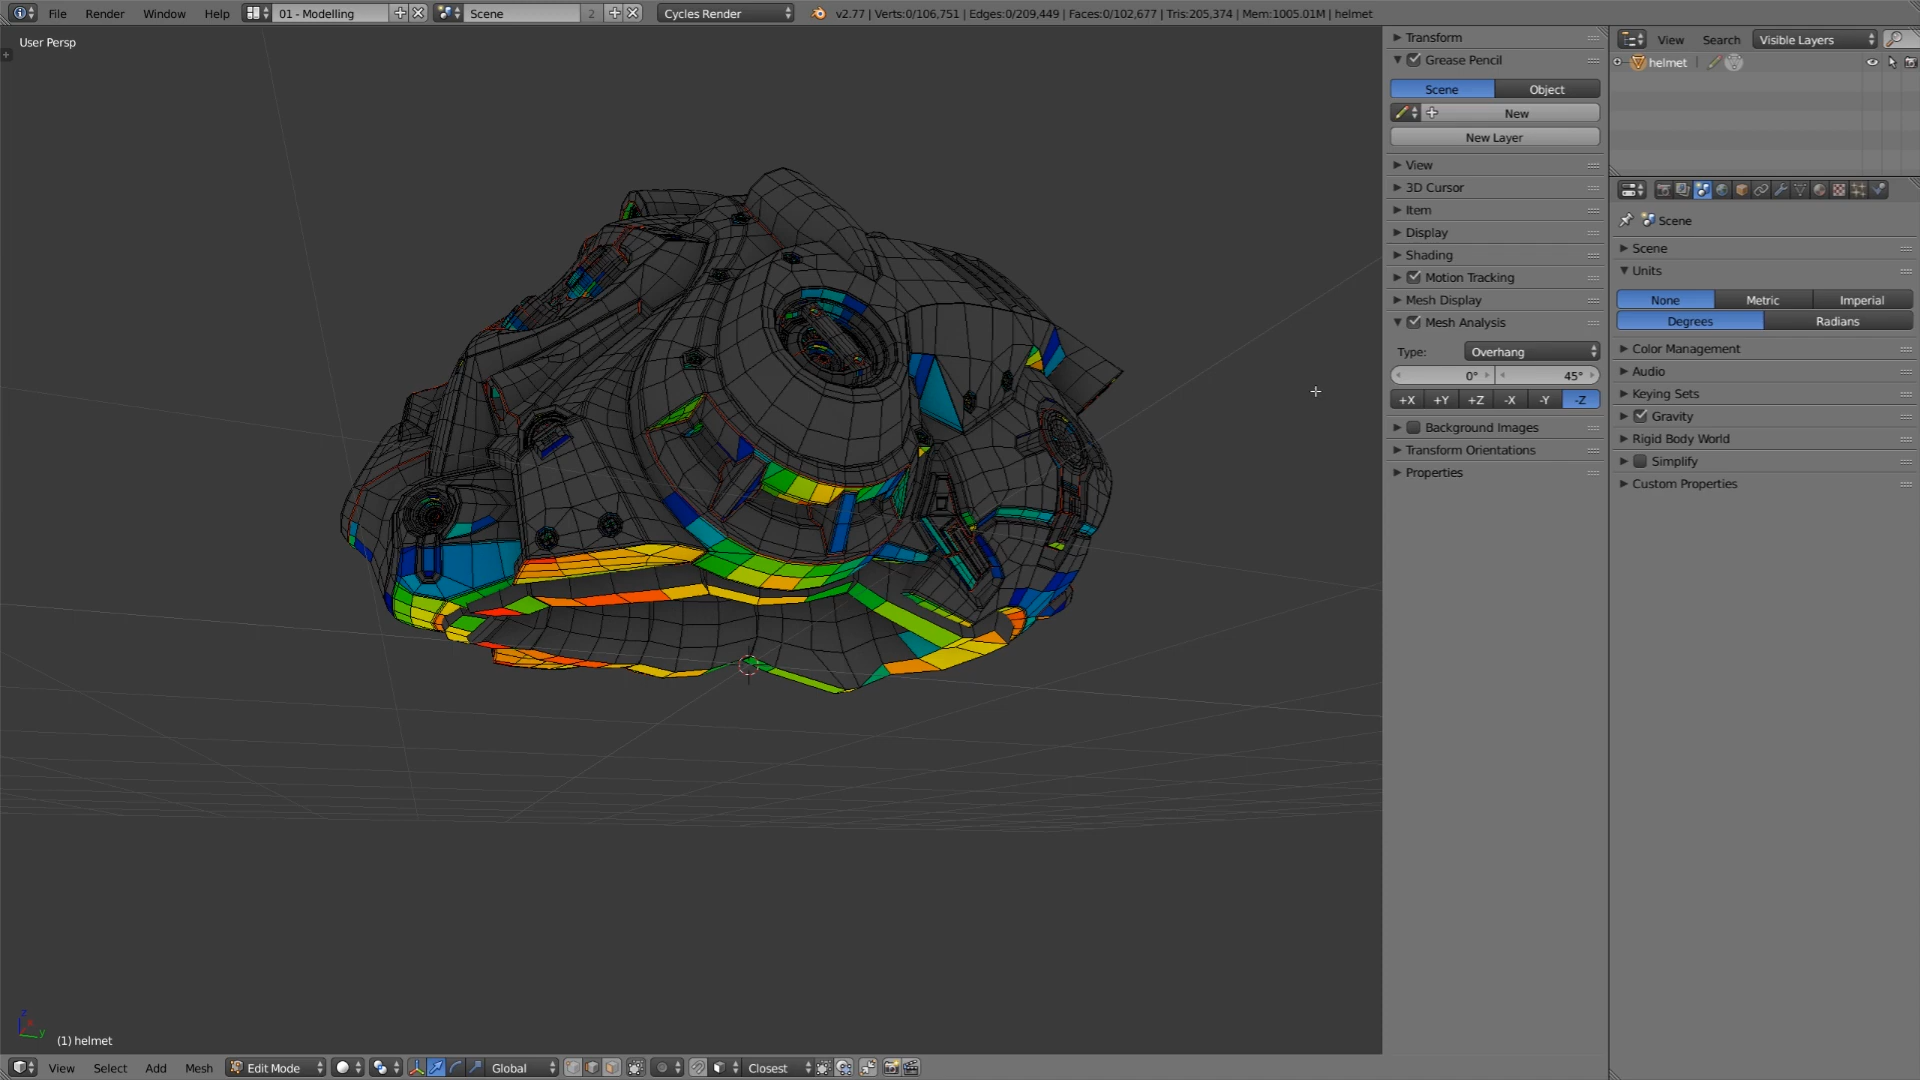 File Render Window Help 01 - Modelling Scene 2 Cycles Render v2.77 | Verts:0/106,751 | Edges:0/209,449 | Faces:0/102,677 | Tris:205,374 | Mem:1005.01M | helmet
User Persp
Transform
Grease Pencil
Scene Object
New
New Layer
View
3D Cursor
Item
Display
Shading
Motion Tracking
Mesh Display
Mesh Analysis
Type: Overhang
0° 45°
+X +Y +Z -X -Y -Z
Background Images
Transform Orientations
Properties
View Search Visible Layers
helmet
Scene
Scene
Units
None Metric Imperial
Degrees Radians
Color Management
Audio
Keying Sets
Gravity
Rigid Body World
Simplify
Custom Properties
z
y
(1) helmet
View Select Add Mesh Edit Mode Global Closest